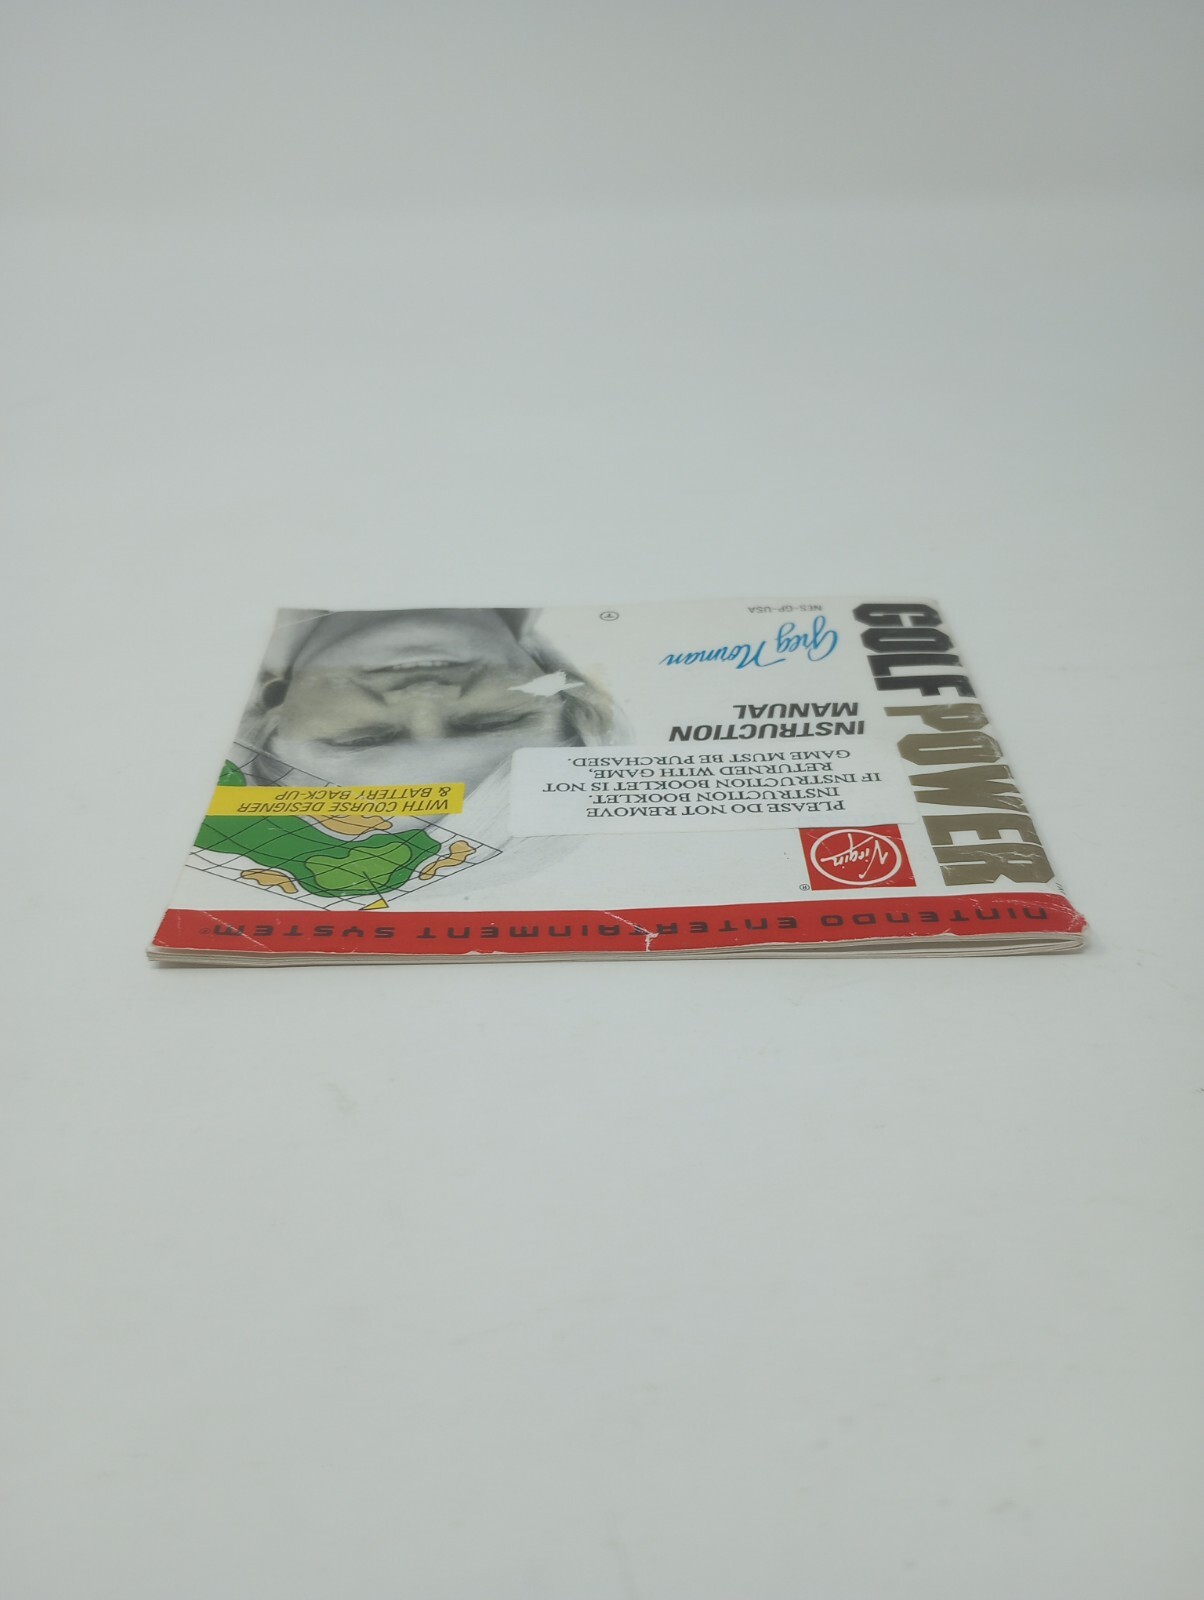 NINTENDO ENTERTAINMENT SYSTEM®
GOLF POWER
Virgin
®
PLEASE DO NOT REMOVE
INSTRUCTION BOOKLET.
IF INSTRUCTION BOOKLET IS NOT
RETURNED WITH GAME,
GAME MUST BE PURCHASED.
WITH COURSE DESIGNER
& BATTERY BACK-UP
INSTRUCTION
MANUAL
Greg Norman
NES-GP-USA